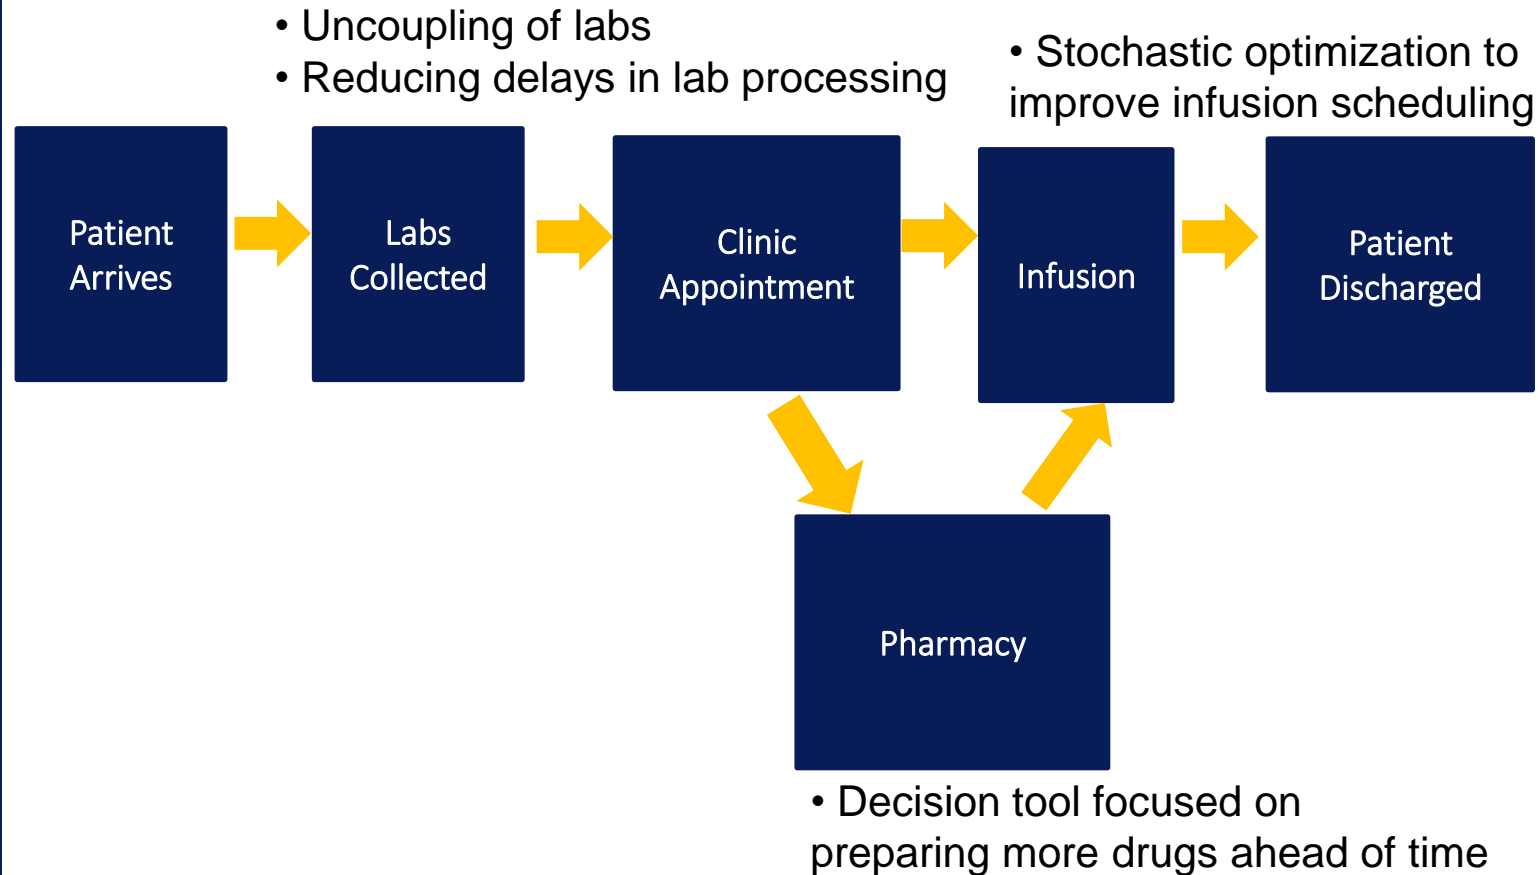 • Uncoupling of labs
• Reducing delays in lab processing
• Stochastic optimization to
improve infusion scheduling
Patient
Arrives
Labs
Collected
Clinic
Appointment
Infusion
Patient
Discharged
Pharmacy
• Decision tool focused on
preparing more drugs ahead of time